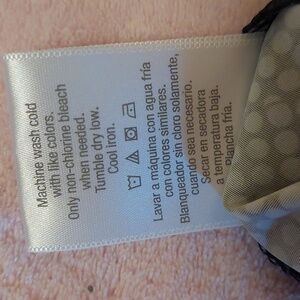 Machine wash cold
with like colors.
Only non-chlorine bleach
when needed.
Tumble dry low.
Cool iron.
Lavar a máquina con agua fría
con colores similares.
Blanqueador sin cloro solamente,
cuando sea necesario.
Secar en secadora
a temperatura baja.
Plancha fría.